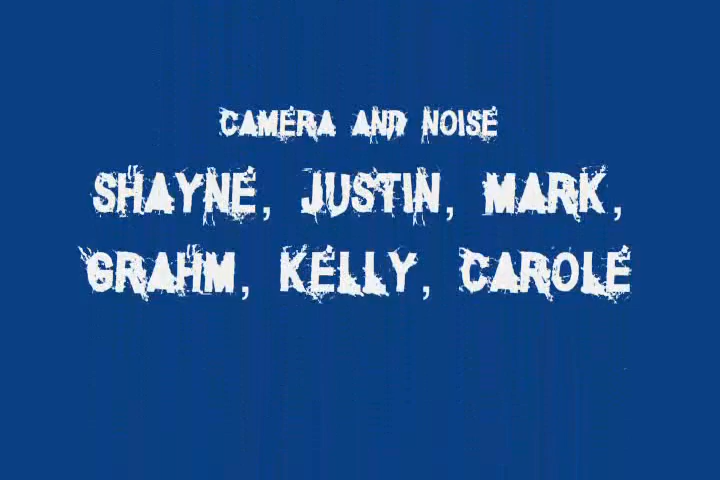 CAMERA AND NOISE
SHAYNE, JUSTIN, MARK,
GRAHM, KELLY, CAROLE